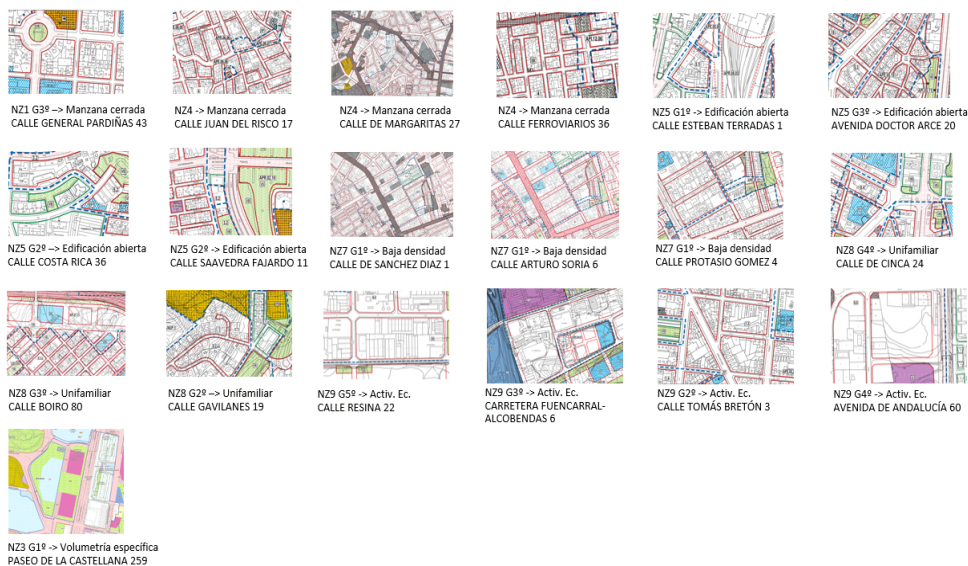 NZ1 G3º –> Manzana cerrada
CALLE GENERAL PARDIÑAS 43
NZ4 -> Manzana cerrada
CALLE JUAN DEL RISCO 17
NZ4 -> Manzana cerrada
CALLE DE MARGARITAS 27
NZ4 -> Manzana cerrada
CALLE FERROVIARIOS 36
NZ5 G1º -> Edificación abierta
CALLE ESTEBAN TERRADAS 1
NZ5 G3º -> Edificación abierta
AVENIDA DOCTOR ARCE 20
NZ5 G2º –> Edificación abierta
CALLE COSTA RICA 36
NZ5 G2º -> Edificación abierta
CALLE SAAVEDRA FAJARDO 11
NZ7 G1º -> Baja densidad
CALLE DE SANCHEZ DIAZ 1
NZ7 G1º -> Baja densidad
CALLE ARTURO SORIA 6
NZ7 G1º -> Baja densidad
CALLE PROTASIO GOMEZ 4
NZ8 G4º -> Unifamiliar
CALLE DE CINCA 24
NZ8 G3º -> Unifamiliar
CALLE BOIRO 80
NZ8 G2º –> Unifamiliar
CALLE GAVILANES 19
NZ9 G5º -> Activ. Ec.
CALLE RESINA 22
NZ9 G3º -> Activ. Ec.
CARRETERA FUENCARRAL-
ALCOBENDAS 6
NZ9 G2º -> Activ. Ec.
CALLE TOMÁS BRETÓN 3
NZ9 G4º -> Activ. Ec.
AVENIDA DE ANDALUCÍA 60
NZ3 G1º -> Volumetría específica
PASEO DE LA CASTELLANA 259